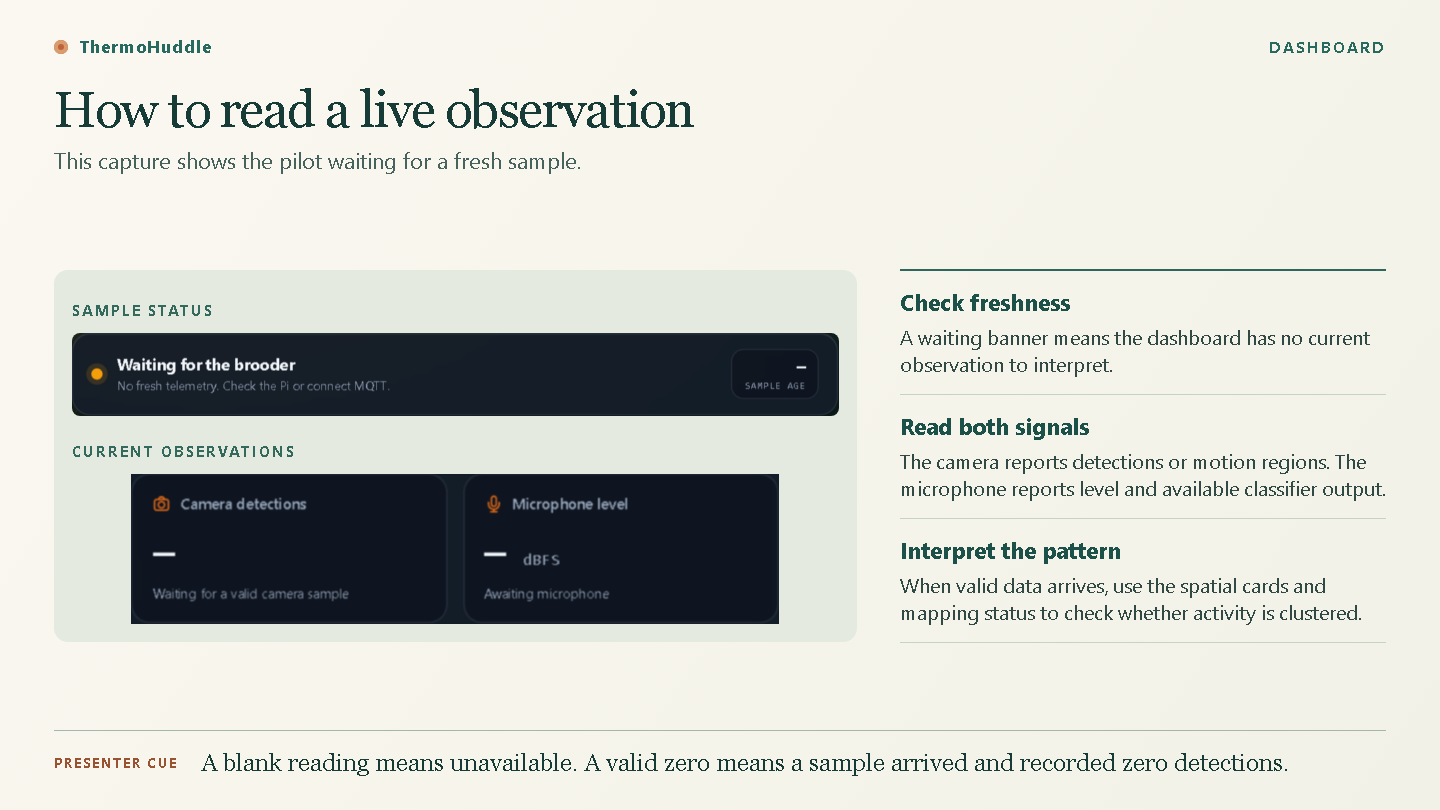 ThermoHuddle
DASHBOARD
How to read a live observation
This capture shows the pilot waiting for a fresh sample.
SAMPLE STATUS
Waiting for the brooder
No fresh telemetry. Check the Pi or connect MQTT.
—
SAMPLE AGE
CURRENT OBSERVATIONS
Camera detections
—
Waiting for a valid camera sample
Microphone level
— dBFS
Awaiting microphone
Check freshness
A waiting banner means the dashboard has no current
observation to interpret.
Read both signals
The camera reports detections or motion regions. The
microphone reports level and available classifier output.
Interpret the pattern
When valid data arrives, use the spatial cards and
mapping status to check whether activity is clustered.
PRESENTER CUE
A blank reading means unavailable. A valid zero means a sample arrived and recorded zero detections.